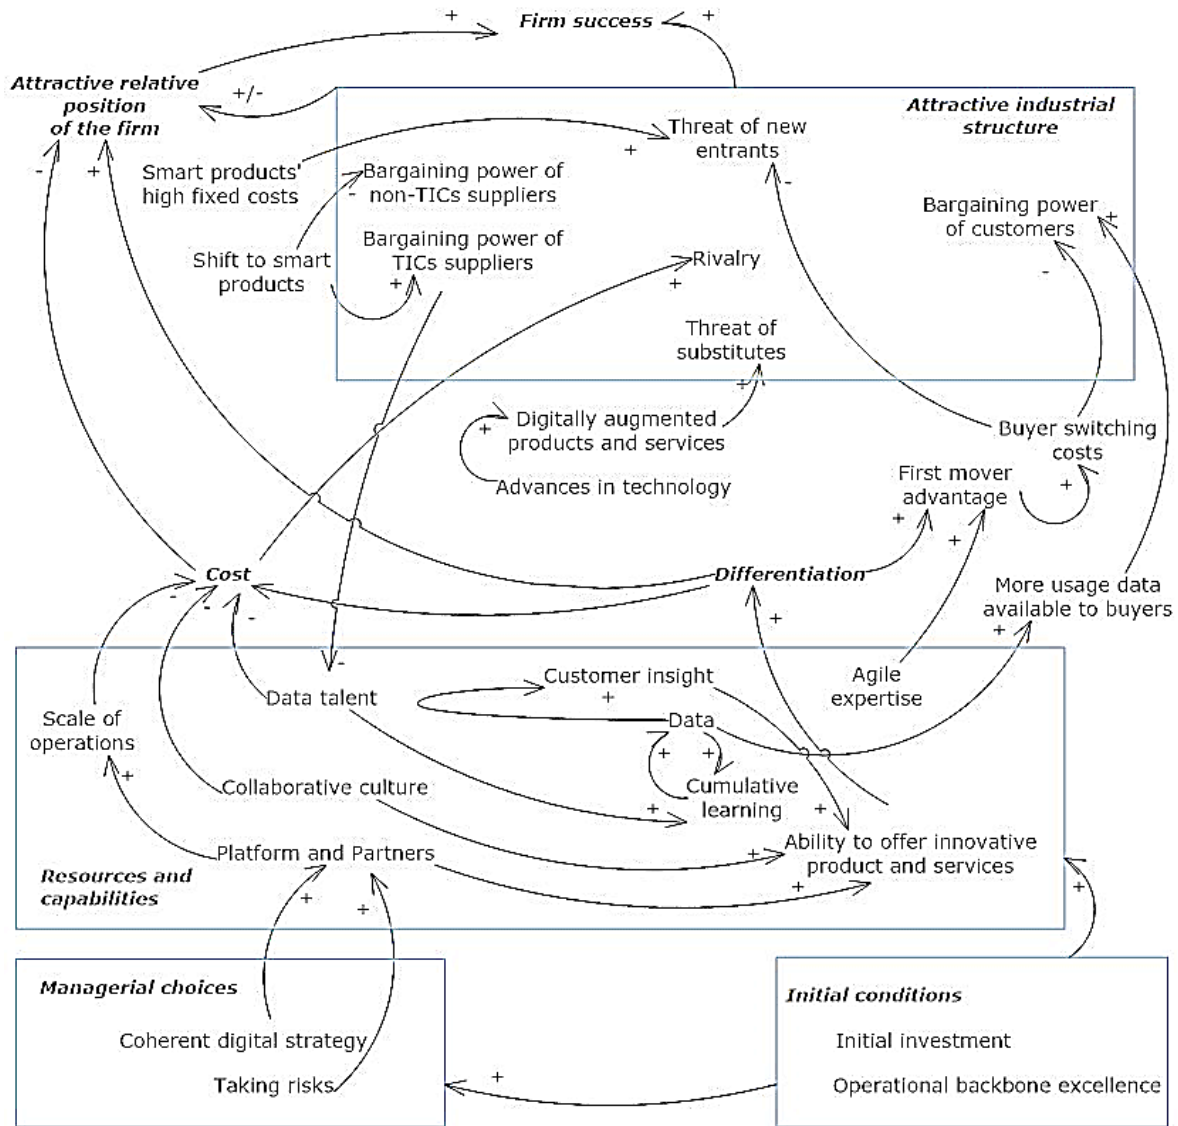 Firm success
+
+
Attractive relative
position
of the firm
+/-
Attractive industrial
structure
Threat of new
entrants
+
-
Smart products'
high fixed costs
Bargaining power of
non-TICs suppliers
-
-
+
Bargaining power
of customers
+
-
Bargaining power of
TICs suppliers
+
Shift to smart
products
Rivalry
+
Threat of
substitutes
+
Digitally augmented
products and services
+
Advances in technology
Buyer switching
costs
+
First mover
advantage
+
+
Cost
-
-
-
Differentiation
+
More usage data
available to buyers
+
-
Data talent
Customer insight
+
Agile
expertise
Scale of
operations
+
Data
+
+
Cumulative
learning
+
+
Collaborative culture
Ability to offer innovative
product and services
+
+
Platform and Partners
Resources and
capabilities
+
+
+
Managerial choices
Coherent digital strategy
Taking risks
+
Initial conditions
Initial investment
Operational backbone excellence